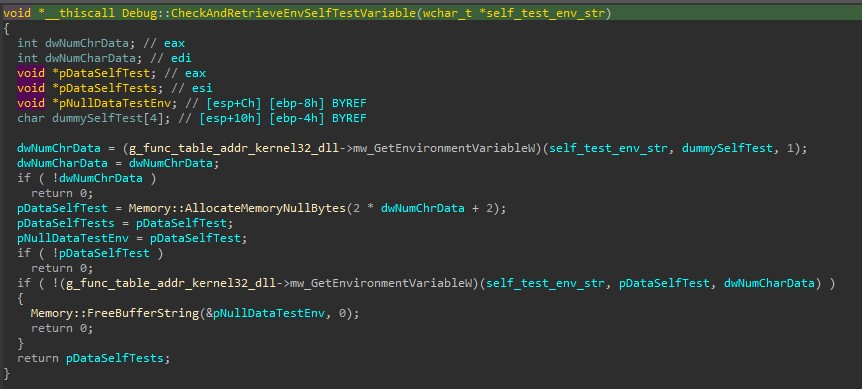 void *__thiscall Debug::CheckAndRetrieveEnvSelfTestVariable(wchar_t *self_test_env_str)
{
  int dwNumChrData; // eax
  int dwNumCharData; // edi
  void *pDataSelfTest; // eax
  void *pDataSelfTests; // esi
  void *pNullDataTestEnv; // [esp+Ch] [ebp-8h] BYREF
  char dummySelfTest[4]; // [esp+10h] [ebp-4h] BYREF

  dwNumChrData = (g_func_table_addr_kernel32_dll->mw_GetEnvironmentVariableW)(self_test_env_str, dummySelfTest, 1);
  dwNumCharData = dwNumChrData;
  if ( !dwNumChrData )
    return 0;
  pDataSelfTest = Memory::AllocateMemoryNullBytes(2 * dwNumChrData + 2);
  pDataSelfTests = pDataSelfTest;
  pNullDataTestEnv = pDataSelfTest;
  if ( !pDataSelfTest )
    return 0;
  if ( !(g_func_table_addr_kernel32_dll->mw_GetEnvironmentVariableW)(self_test_env_str, pDataSelfTest, dwNumCharData) )
  {
    Memory::FreeBufferString(&pNullDataTestEnv, 0);
    return 0;
  }
  return pDataSelfTests;
}